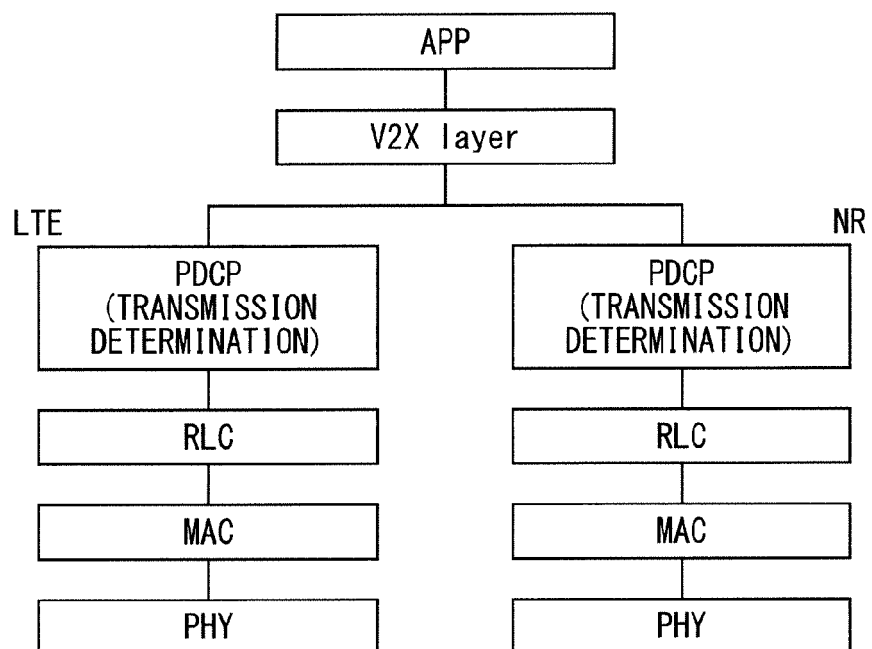 APP
V2X layer
LTE
NR
PDCP
(TRANSMISSION
DETERMINATION)
PDCP
(TRANSMISSION
DETERMINATION)
RLC
RLC
MAC
MAC
PHY
PHY